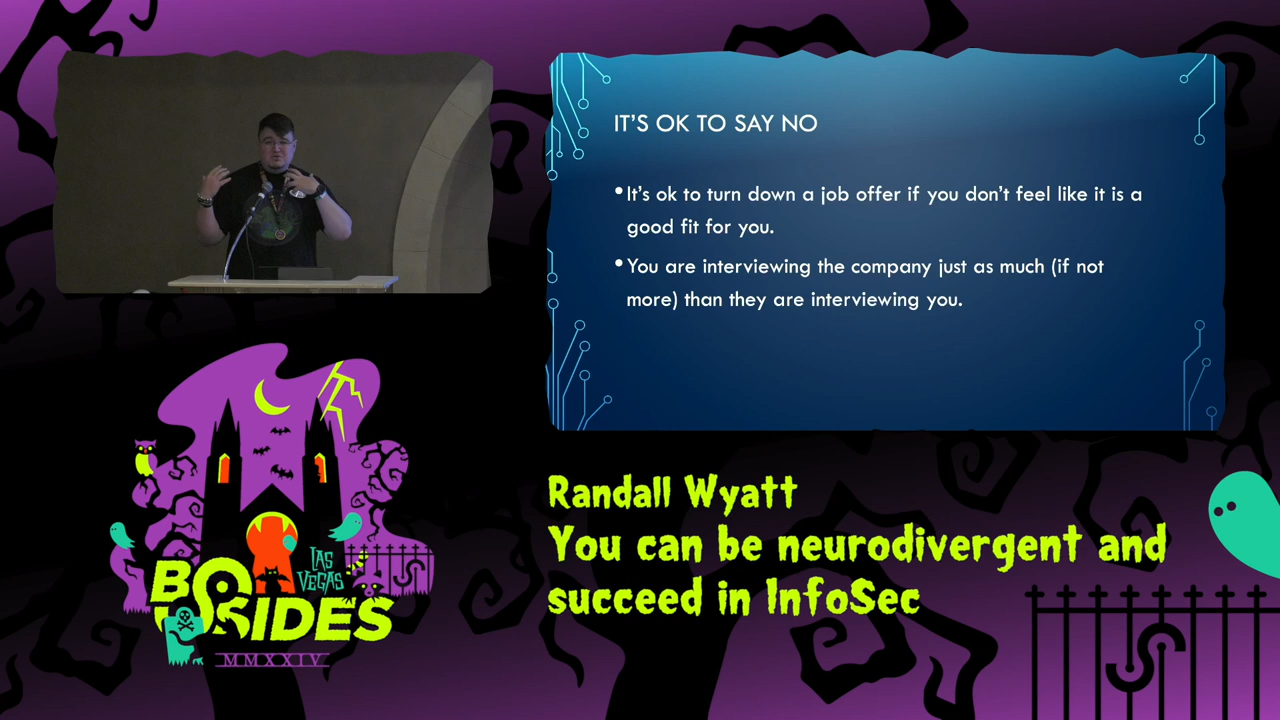 IT'S OK TO SAY NO
•It's ok to turn down a job offer if you don't feel like it is a
good fit for you.
•You are interviewing the company just as much (if not
more) than they are interviewing you.
LAS
VEGAS
BSIDES
MMXXIV
Randall Wyatt
You can be neurodivergent and
succeed in InfoSec